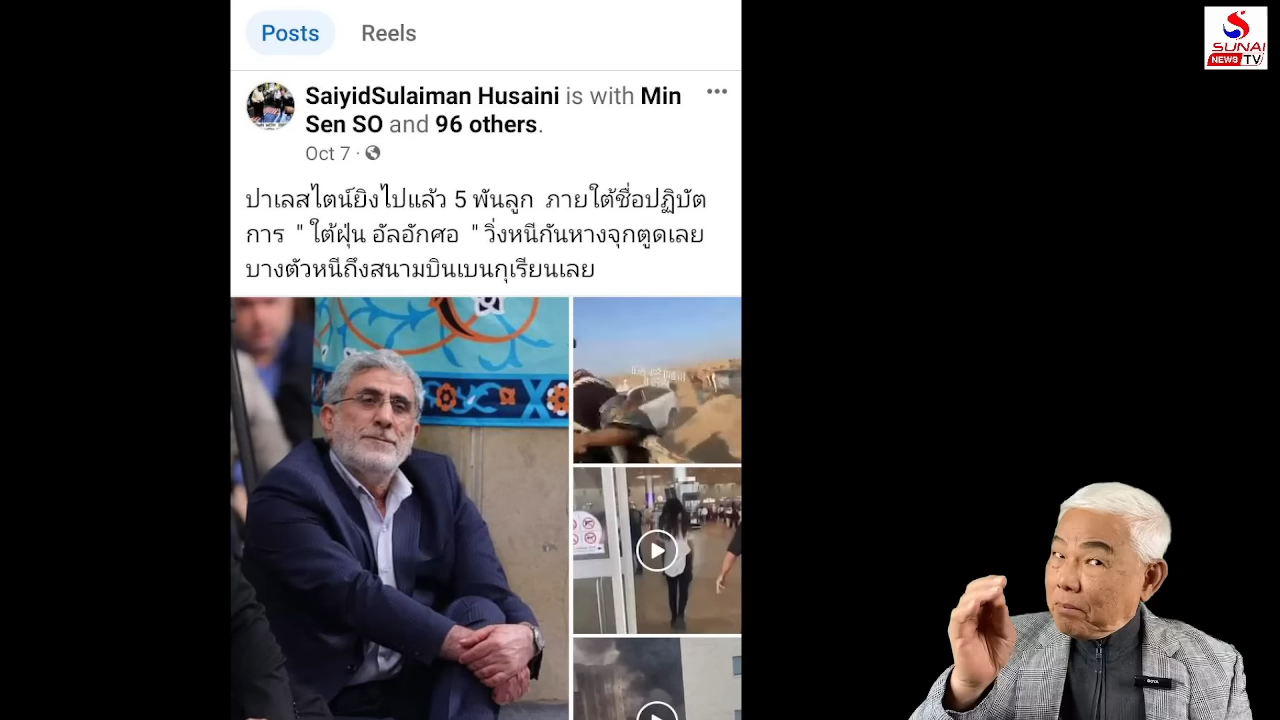 Posts Reels
SUNAI
NEWS TV
SaiyidSulaiman Husaini is with Min
Sen SO and 96 others.
Oct 7 ·
ปาเลสไตน์ยิงไปแล้ว 5 พันลูก ภายใต้ชื่อปฏิบัต
การ " ใต้ฝุ่น อัลอักศอ " วิ่งหนีกันหางจุกตูดเลย
บางตัวหนีถึงสนามบินเบนกุเรียนเลย